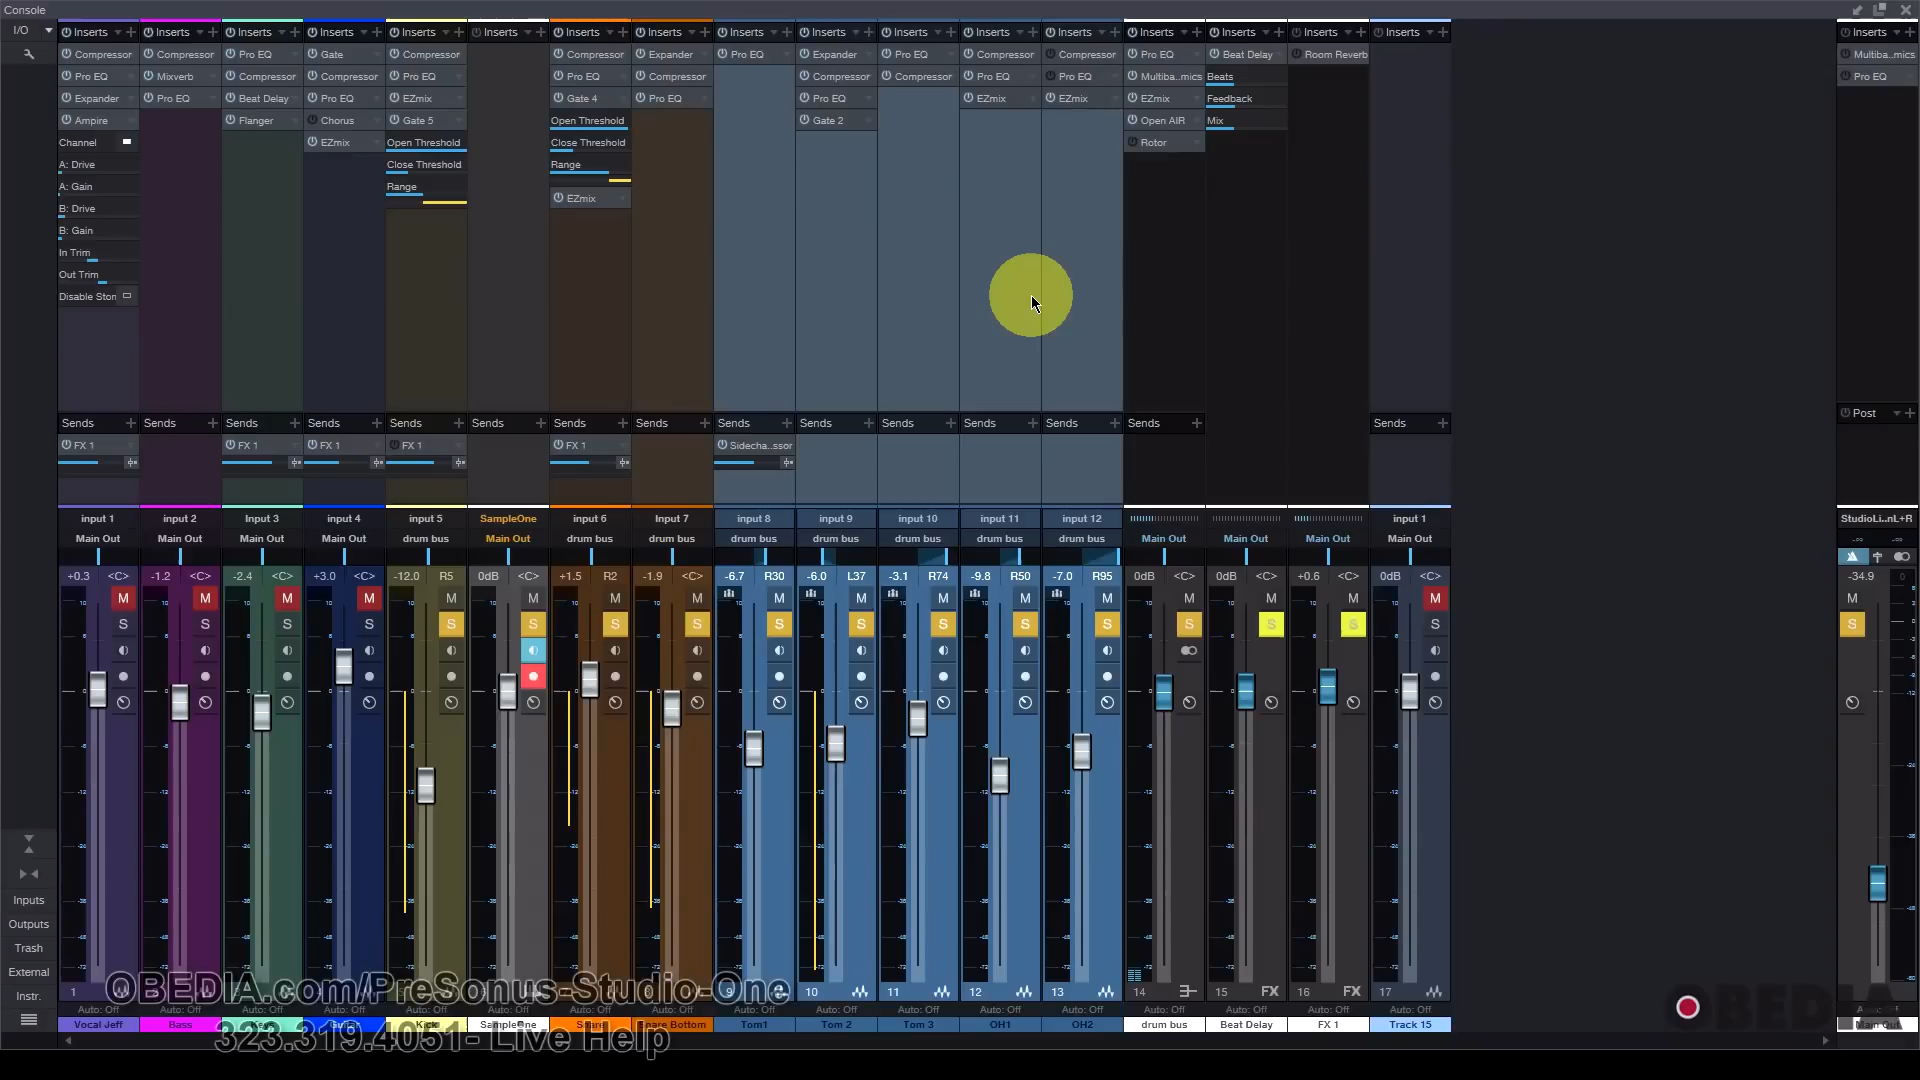 Console
I/O
Inserts Inserts Inserts Inserts Inserts Inserts Inserts Inserts Inserts Inserts Inserts Inserts Inserts Inserts Inserts Inserts Inserts Inserts
Compressor Compressor Pro EQ Gate Compressor Compressor Expander Pro EQ Expander Pro EQ Compressor Compressor Pro EQ Beat Delay Room Reverb Multiba..mics
Pro EQ Mixverb Compressor Compressor Pro EQ Pro EQ Compressor Compressor Compressor Pro EQ Pro EQ Multiba..mics Beats Pro EQ
Expander Pro EQ Beat Delay Pro EQ EZmix Gate 4 Pro EQ Pro EQ EZmix EZmix EZmix Feedback
Ampire Flanger Chorus Gate 5 Open Threshold Gate 2 Open AIR Mix
Channel EZmix Open Threshold Close Threshold Rotor
A: Drive Close Threshold Range
A: Gain Range
EZmix
B: Drive
B: Gain
In Trim
Out Trim
Disable Ston
Sends Sends Sends Sends Sends Sends Sends Sends Sends Sends Sends Sends Sends Sends Sends Post
FX 1 FX 1 FX 1 FX 1 FX 1 Sidecha..ssor
input 1 input 2 Input 3 input 4 input 5 SampleOne input 6 Input 7 input 8 input 9 input 10 input 11 input 12 input 1 StudioLi..nL+R
Main Out Main Out Main Out Main Out drum bus Main Out drum bus drum bus drum bus drum bus drum bus drum bus drum bus Main Out Main Out Main Out Main Out
+0.3 <C> -1.2 <C> -2.4 <C> +3.0 <C> -12.0 R5 0dB <C> +1.5 R2 -1.9 <C> -6.7 R30 -6.0 L37 -3.1 R74 -9.8 R50 -7.0 R95 0dB <C> 0dB <C> +0.6 <C> 0dB <C> -34.9
M M M M M M M M M M M M M M
S S S S S S S S S S S S S S S S S S
Inputs
Outputs
Trash
External
Instr.
1 10 11 12 13 14 15 FX 16 FX 17
OBEDIA.com/PreSonus-Studio-One
Auto: Off Auto: Off Auto: Off Auto: Off Auto: Off Auto: Off Auto: Off Auto: Off Auto: Off Auto: Off Auto: Off Auto: Off Auto: Off Auto: Off Auto: Off Auto: Off Auto: Off
Vocal Jeff Bass Keys Guitar Kick SampleOne Snare Snare Bottom Tom1 Tom 2 Tom 3 OH1 OH2 drum bus Beat Delay FX 1 Track 15 Main Out
323.319.4051- Live Help
OBEDIA